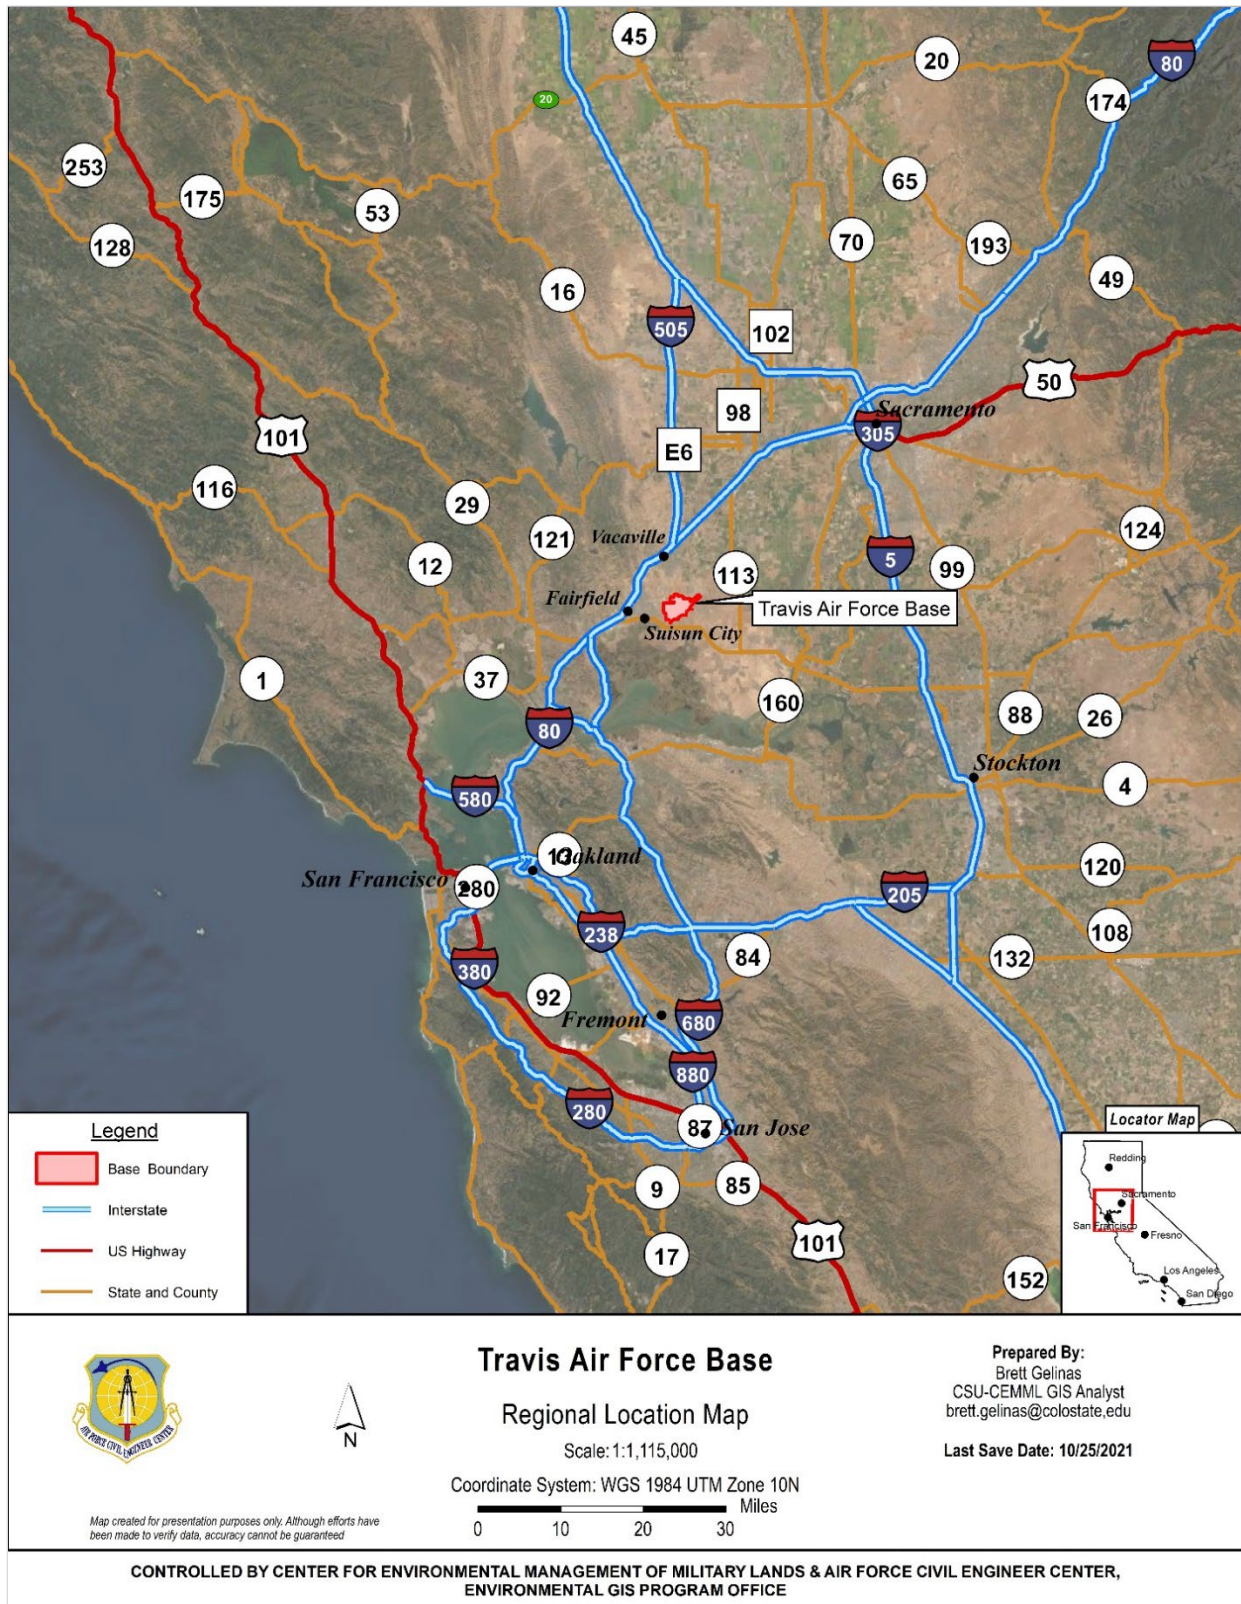 45
20
80
20
174
253
175
53
65
128
70
193
16
49
505
102
50
98
Sacramento
101
305
E6
116
29
121
124
Vacaville
5
12
113
99
Fairfield
Travis Air Force Base
Suisun City
1
37
160
88
26
80
Stockton
580
4
13
Oakland
120
San Francisco
280
205
238
108
84
132
380
92
Fremont
680
880
280
87
San Jose
9
85
101
17
152
Legend
Base Boundary
Interstate
US Highway
State and County
Locator Map
Redding
Sacramento
San Francisco
Fresno
Los Angeles
San Diego
AIR FORCE CIVIL ENGINEER CENTER
N
Map created for presentation purposes only. Although efforts have
been made to verify data, accuracy cannot be guaranteed
Travis Air Force Base
Regional Location Map
Scale: 1:1,115,000
Coordinate System: WGS 1984 UTM Zone 10N
Miles
0 10 20 30
Prepared By:
Brett Gelinas
CSU-CEMML GIS Analyst
brett.gelinas@colostate,edu
Last Save Date: 10/25/2021
CONTROLLED BY CENTER FOR ENVIRONMENTAL MANAGEMENT OF MILITARY LANDS & AIR FORCE CIVIL ENGINEER CENTER,
ENVIRONMENTAL GIS PROGRAM OFFICE